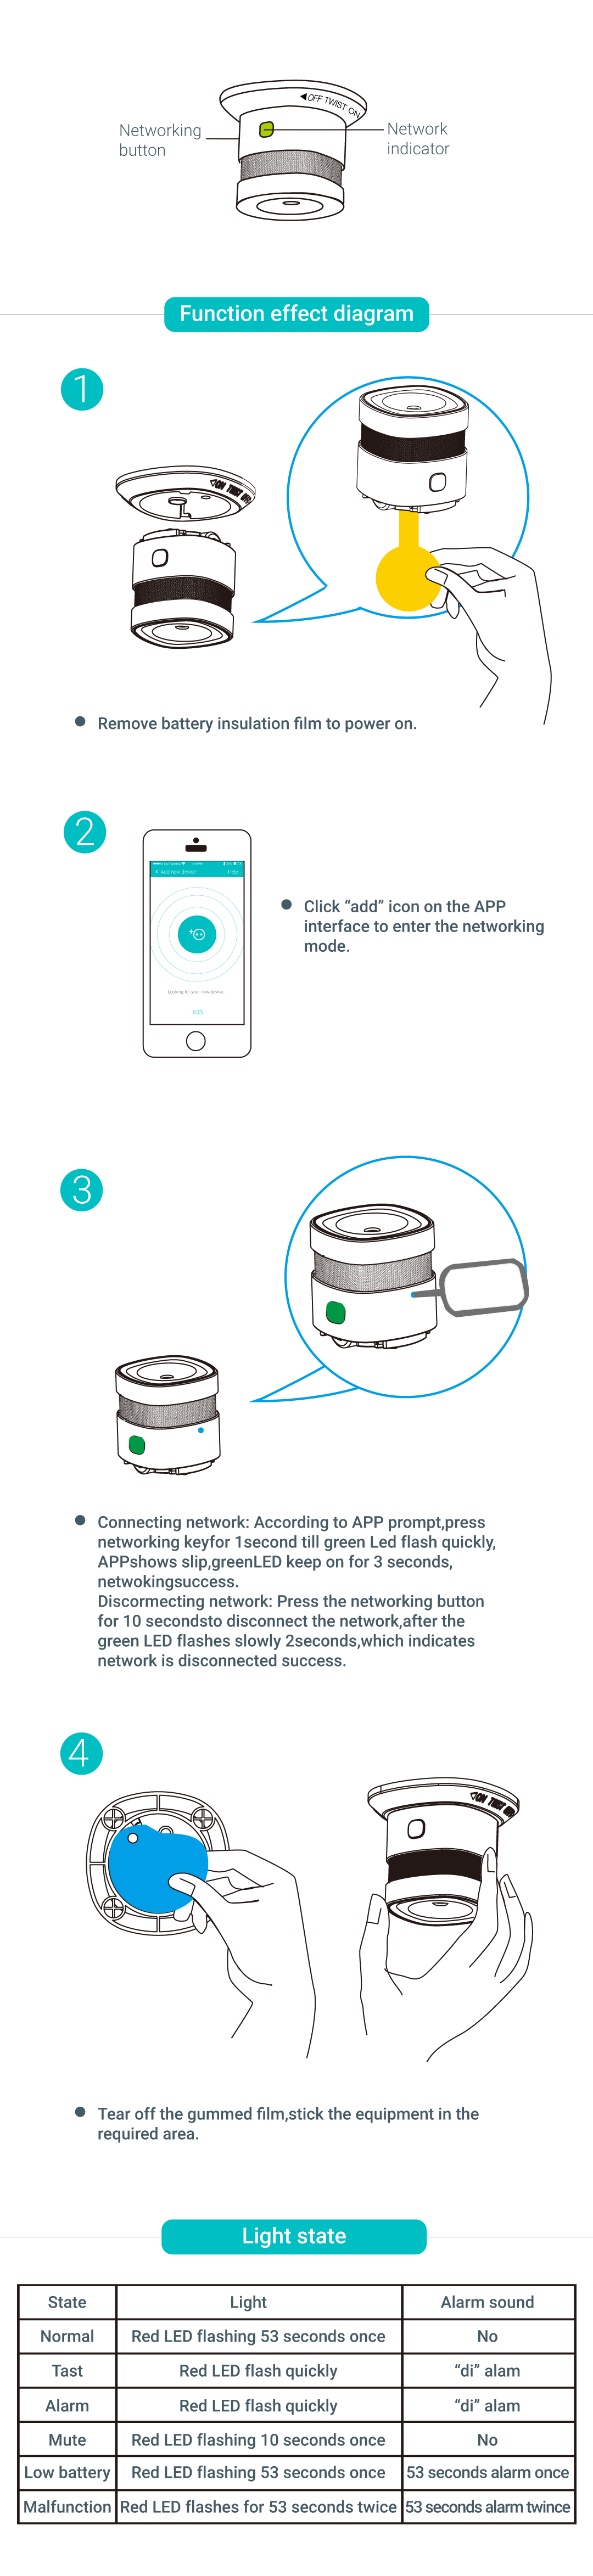 OFF TWIST ON
Networking
button
Network
indicator
Function effect diagram
1
ON TWIST OFF
Remove battery insulation film to power on.
2
Add new device
Help
Looking for your new device...
Click “add” icon on the APP
interface to enter the networking
mode.
3
Connecting network: According to APP prompt,press
networking keyfor 1second till green Led flash quickly,
APPshows slip,greenLED keep on for 3 seconds,
netwokingsuccess.
Discormecting network: Press the networking button
for 10 secondsto disconnect the network,after the
green LED flashes slowly 2seconds,which indicates
network is disconnected success.
4
ON TWIST OFF
Tear off the gummed film,stick the equipment in the
required area.
Light state
State Light Alarm sound
Normal Red LED flashing 53 seconds once No
Tast Red LED flash quickly “di” alam
Alarm Red LED flash quickly “di” alam
Mute Red LED flashing 10 seconds once No
Low battery Red LED flashing 53 seconds once 53 seconds alarm once
Malfunction Red LED flashes for 53 seconds twice 53 seconds alarm twince